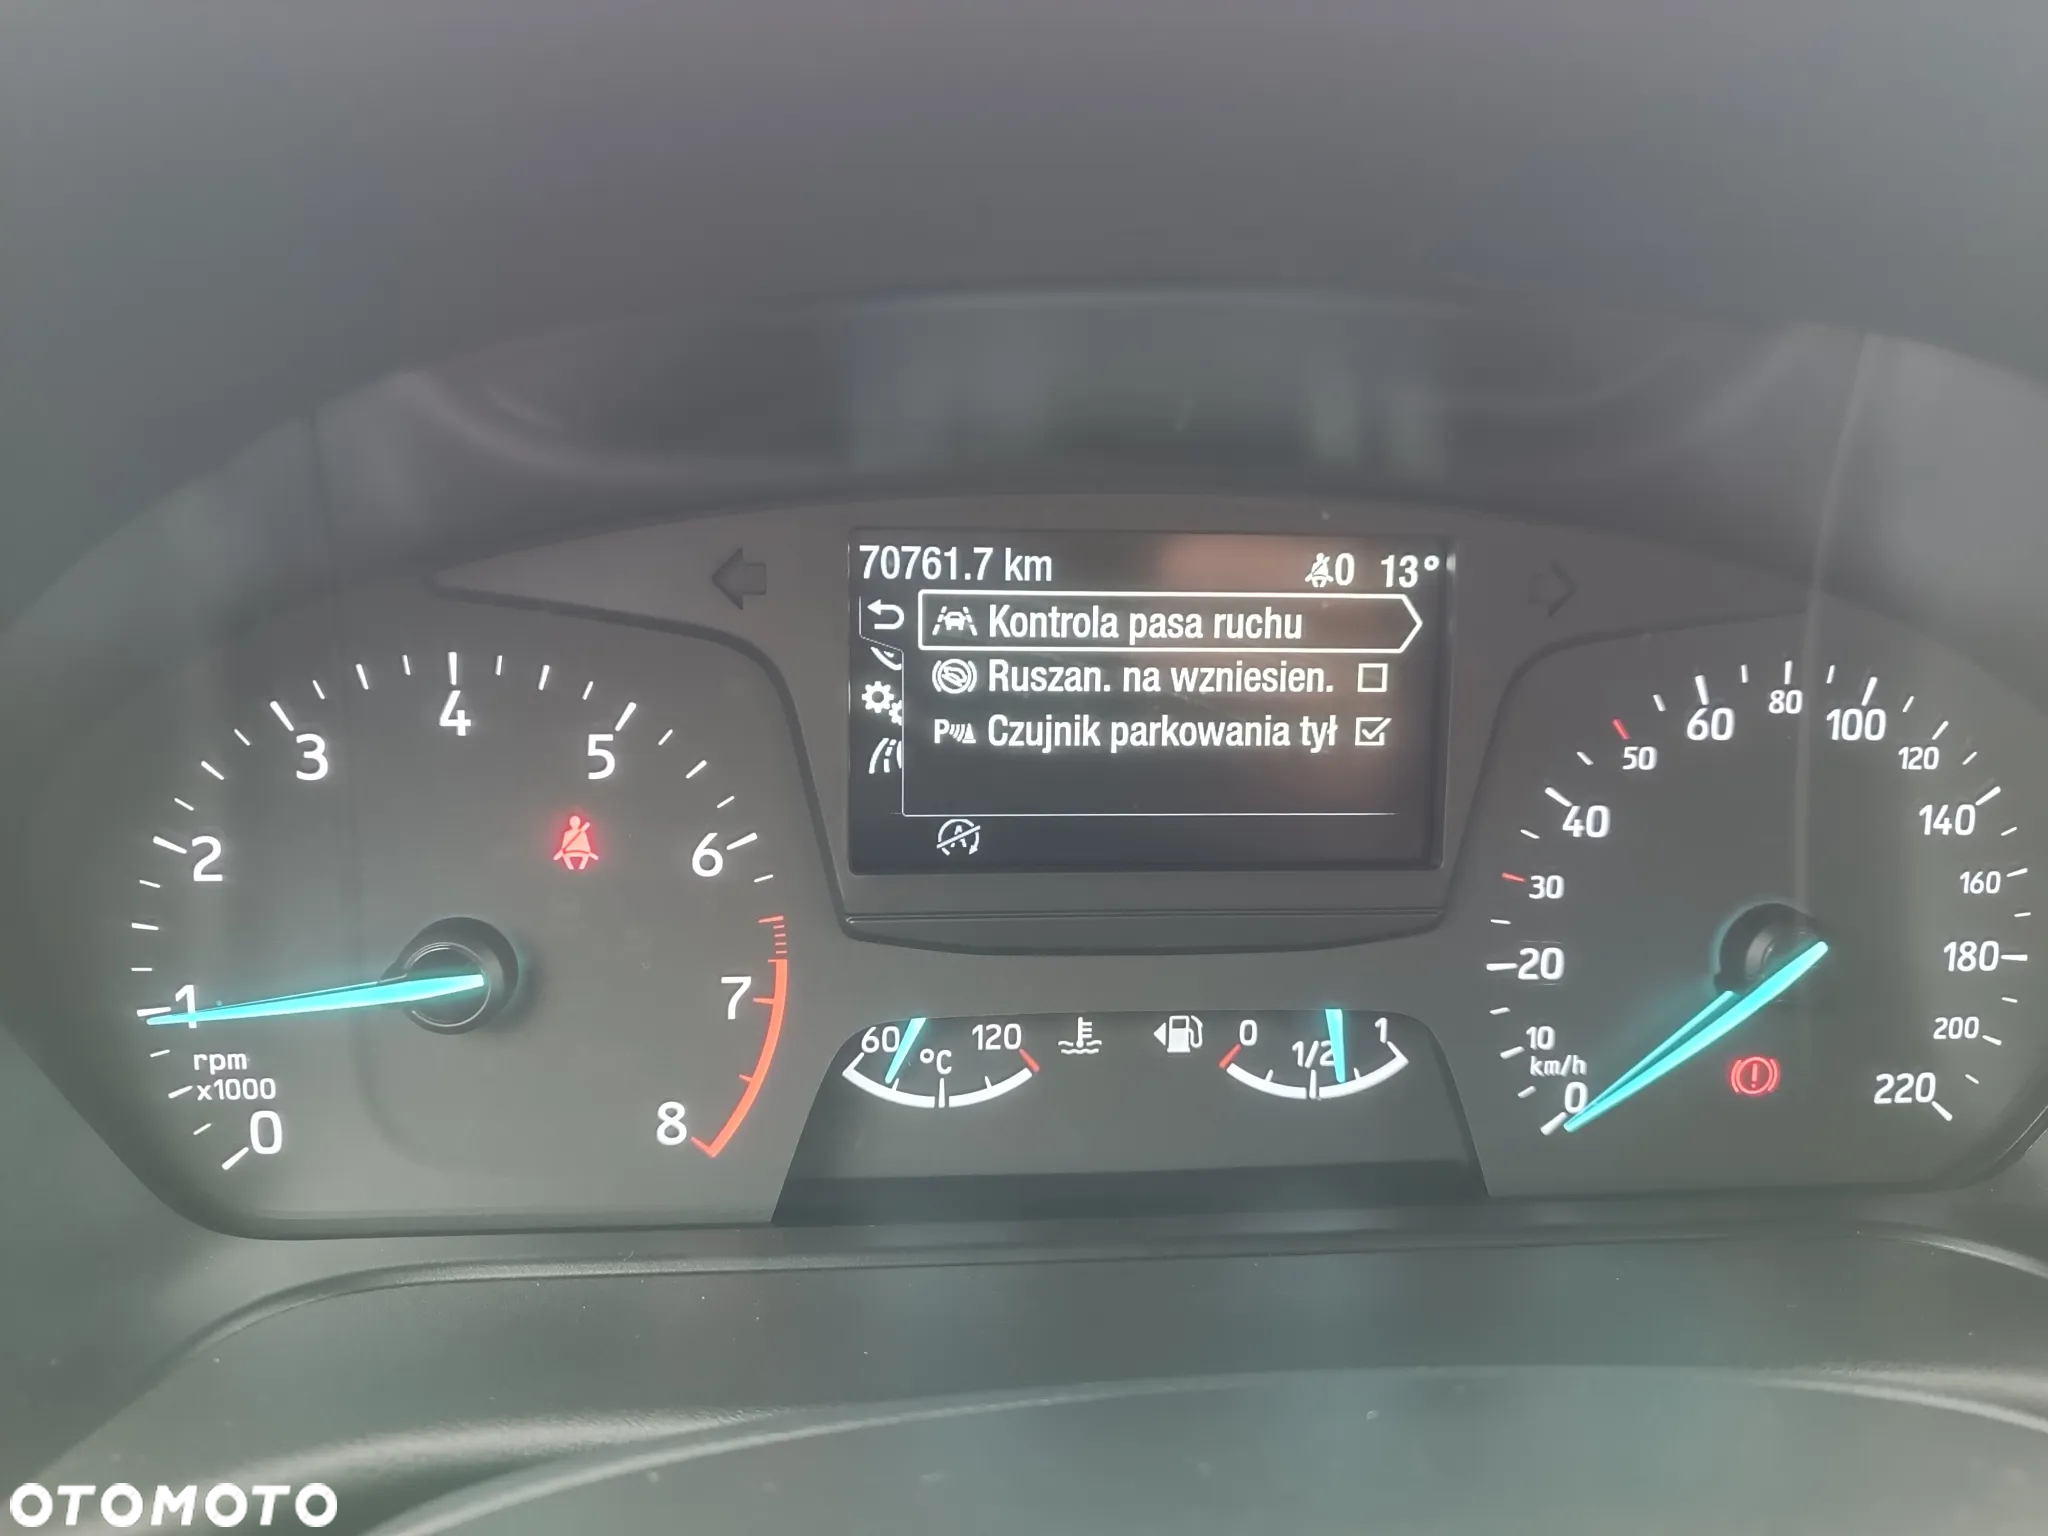 70761.7 km 0 13°
Kontrola pasa ruchu
Ruszan. na wzniesien.
P Czujnik parkowania tył
A
0 1 2 3 4 5 6 7 8
rpm
x1000
60 120
°C
0 1/2 1
0 10 20 30 40 50 60 80 100 120 140 160 180 200 220
km/h
OTOMOTO